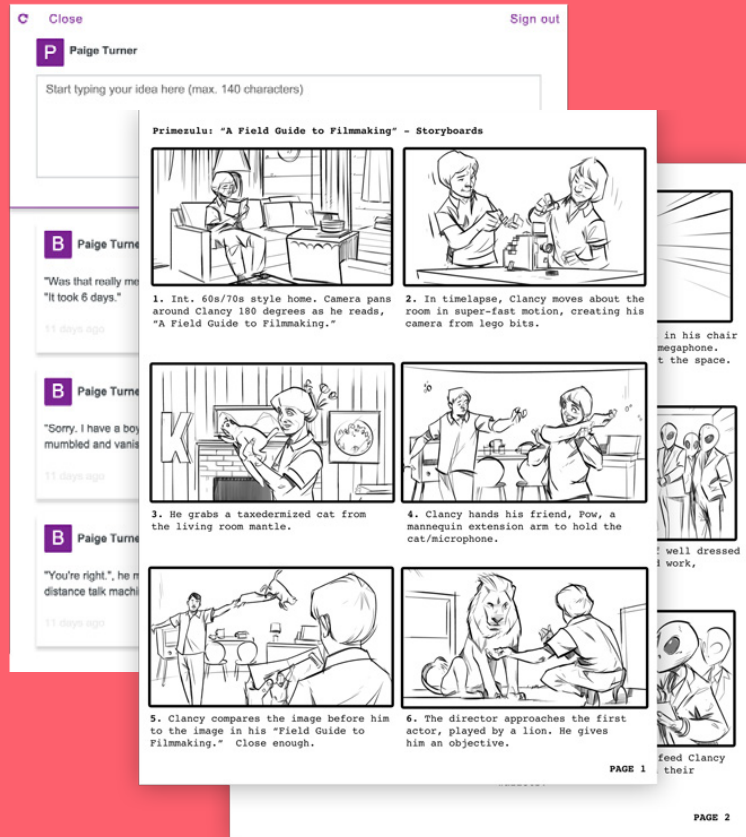 Close
Sign out
P
Paige Turner
Start typing your idea here (max. 140 characters)
B
Paige Turne
"Was that really me
"It took 6 days."
11 days ago
B
Paige Turne
"Sorry. I have a boy
mumbled and vanis
11 days ago
B
Paige Turne
"You're right.", he m
distance talk machi
11 days ago
Primezulu: "A Field Guide to Filmmaking" - Storyboards
1. Int. 60s/70s style home. Camera pans
around Clancy 180 degrees as he reads,
"A Field Guide to Filmmaking."
2. In timelapse, Clancy moves about the
room in super-fast motion, creating his
camera from lego bits.
K
3. He grabs a taxedermized cat from
the living room mantle.
4. Clancy hands his friend, Pow, a
mannequin extension arm to hold the
cat/microphone.
5. Clancy compares the image before him
to the image in his "Field Guide to
Filmmaking." Close enough.
6. The director approaches the first
actor, played by a lion. He gives
him an objective.
PAGE 1
in his chair
megaphone.
t the space.
well dressed
work,
feed Clancy
their
PAGE 2